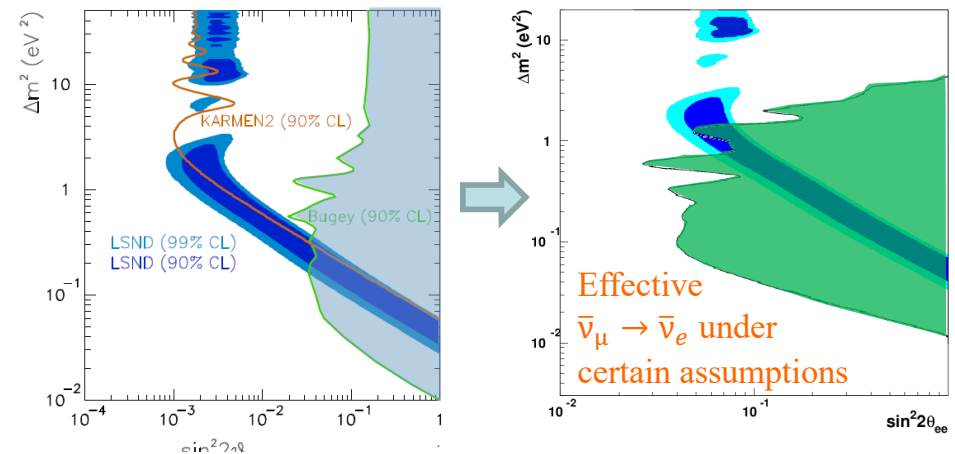 Δm² (eV²)
10
1
10⁻¹
10⁻²
10⁻⁴
10⁻³
10⁻²
10⁻¹
1
KARMEN2 (90% CL)
Bugey (90% CL)
LSND (99% CL)
LSND (90% CL)
Δm² (eV²)
10
1
10⁻¹
10⁻²
10⁻²
10⁻¹
sin²2θee
Effective
ν̄μ → ν̄e under
certain assumptions